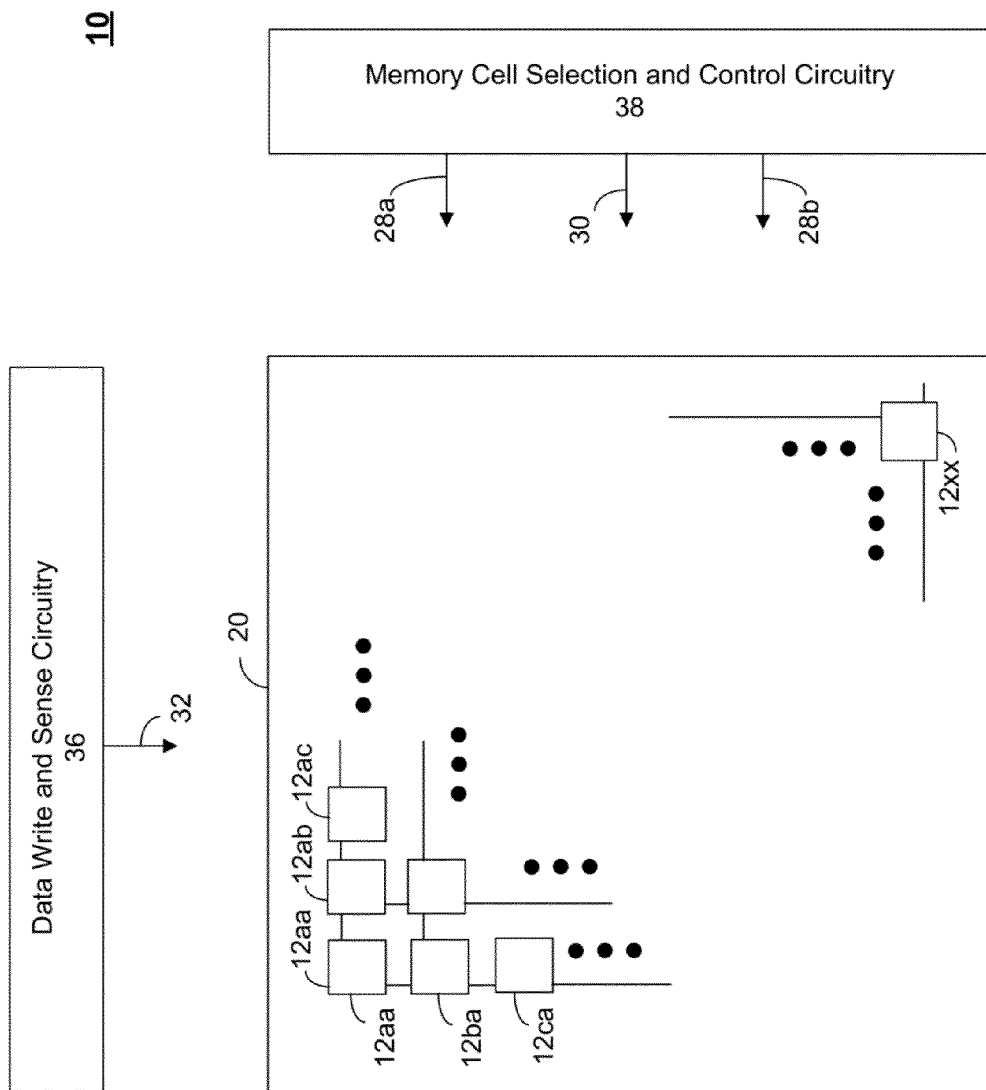 10
Memory Cell Selection and Control Circuitry
38
28a
30
28b
Data Write and Sense Circuitry
36
32
20
12aa
12ab
12ac
12aa
12ba
12ca
12xx